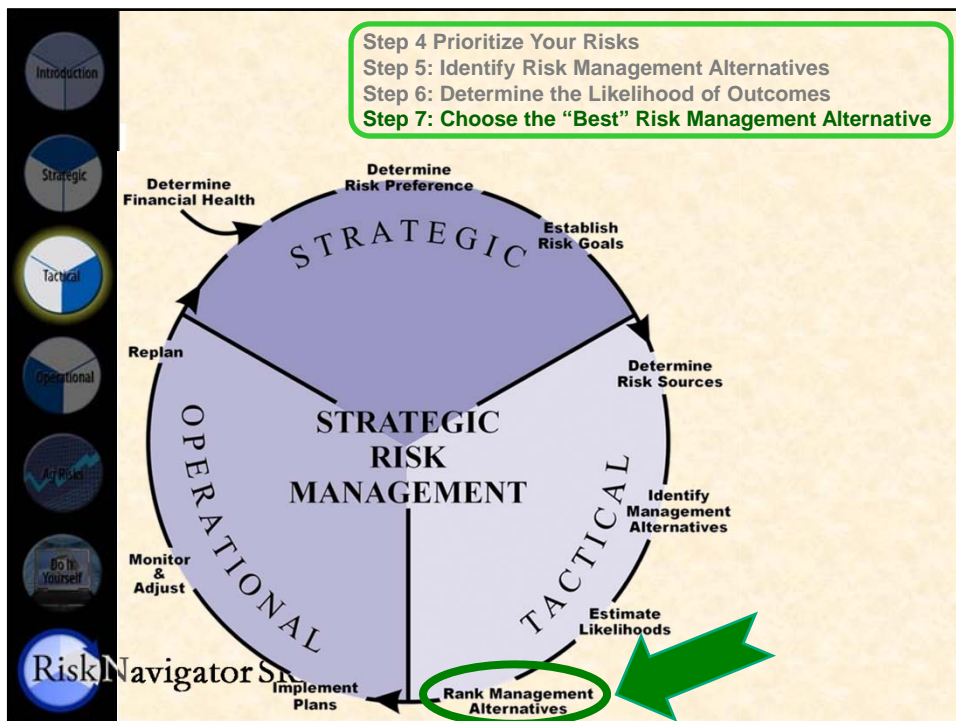 Step 4 Prioritize Your Risks
Step 5: Identify Risk Management Alternatives
Step 6: Determine the Likelihood of Outcomes
Step 7: Choose the “Best” Risk Management Alternative
Introduction
Strategic
Tactical
Operational
Ag Risks
Do It
Yourself
Risk Navigator SR
Determine
Financial Health
Determine
Risk Preference
Establish
Risk Goals
STRATEGIC
Determine
Risk Sources
Identify
Management
Alternatives
Estimate
Likelihoods
TACTICAL
Rank Management
Alternatives
Implement
Plans
Monitor
&
Adjust
Replan
OPERATIONAL
STRATEGIC
RISK
MANAGEMENT